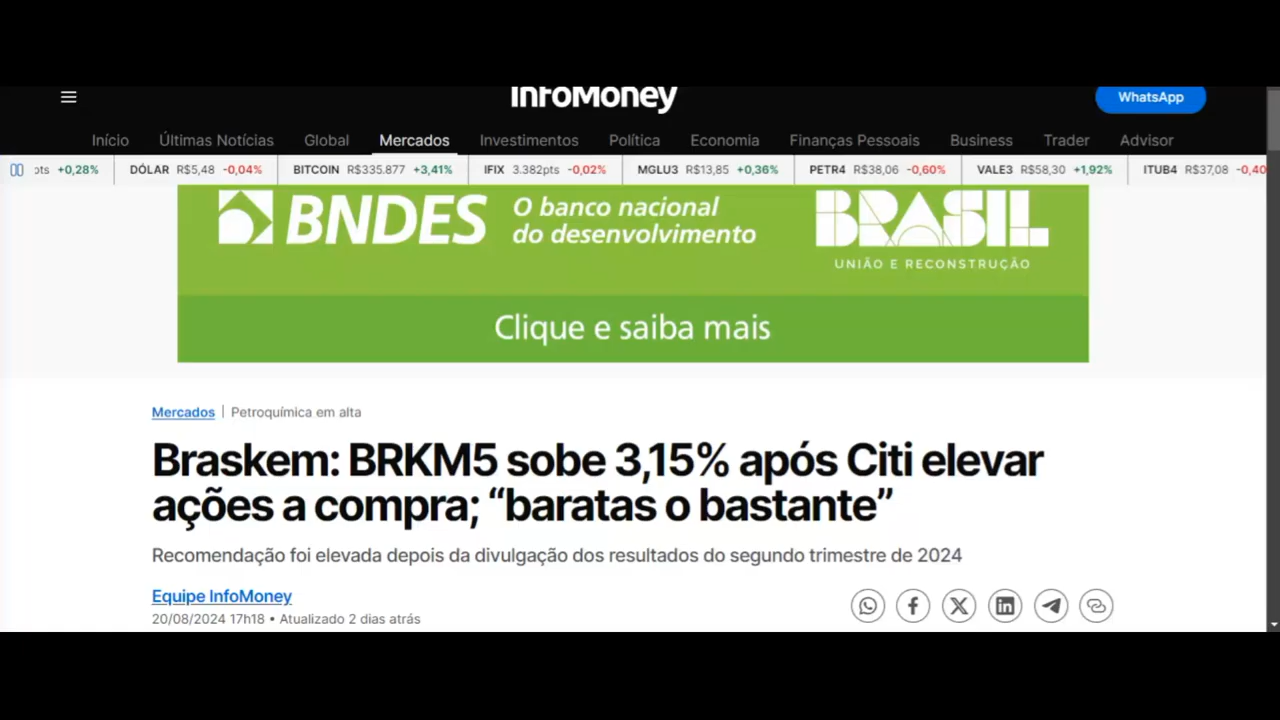 InfoMoney
WhatsApp
Início Últimas Notícias Global Mercados Investimentos Política Economia Finanças Pessoais Business Trader Advisor
pts +0,28% DÓLAR R$5,48 -0,04% BITCOIN R$335.877 +3,41% IFIX 3.382pts -0,02% MGLU3 R$13,85 +0,36% PETR4 R$38,06 -0,60% VALE3 R$58,30 +1,92% ITUB4 R$37,08 -0,40
BNDES O banco nacional do desenvolvimento
BRASIL
UNIÃO E RECONSTRUÇÃO
Clique e saiba mais
Mercados | Petroquímica em alta
Braskem: BRKM5 sobe 3,15% após Citi elevar
ações a compra; “baratas o bastante”
Recomendação foi elevada depois da divulgação dos resultados do segundo trimestre de 2024
Equipe InfoMoney
20/08/2024 17h18 • Atualizado 2 dias atrás